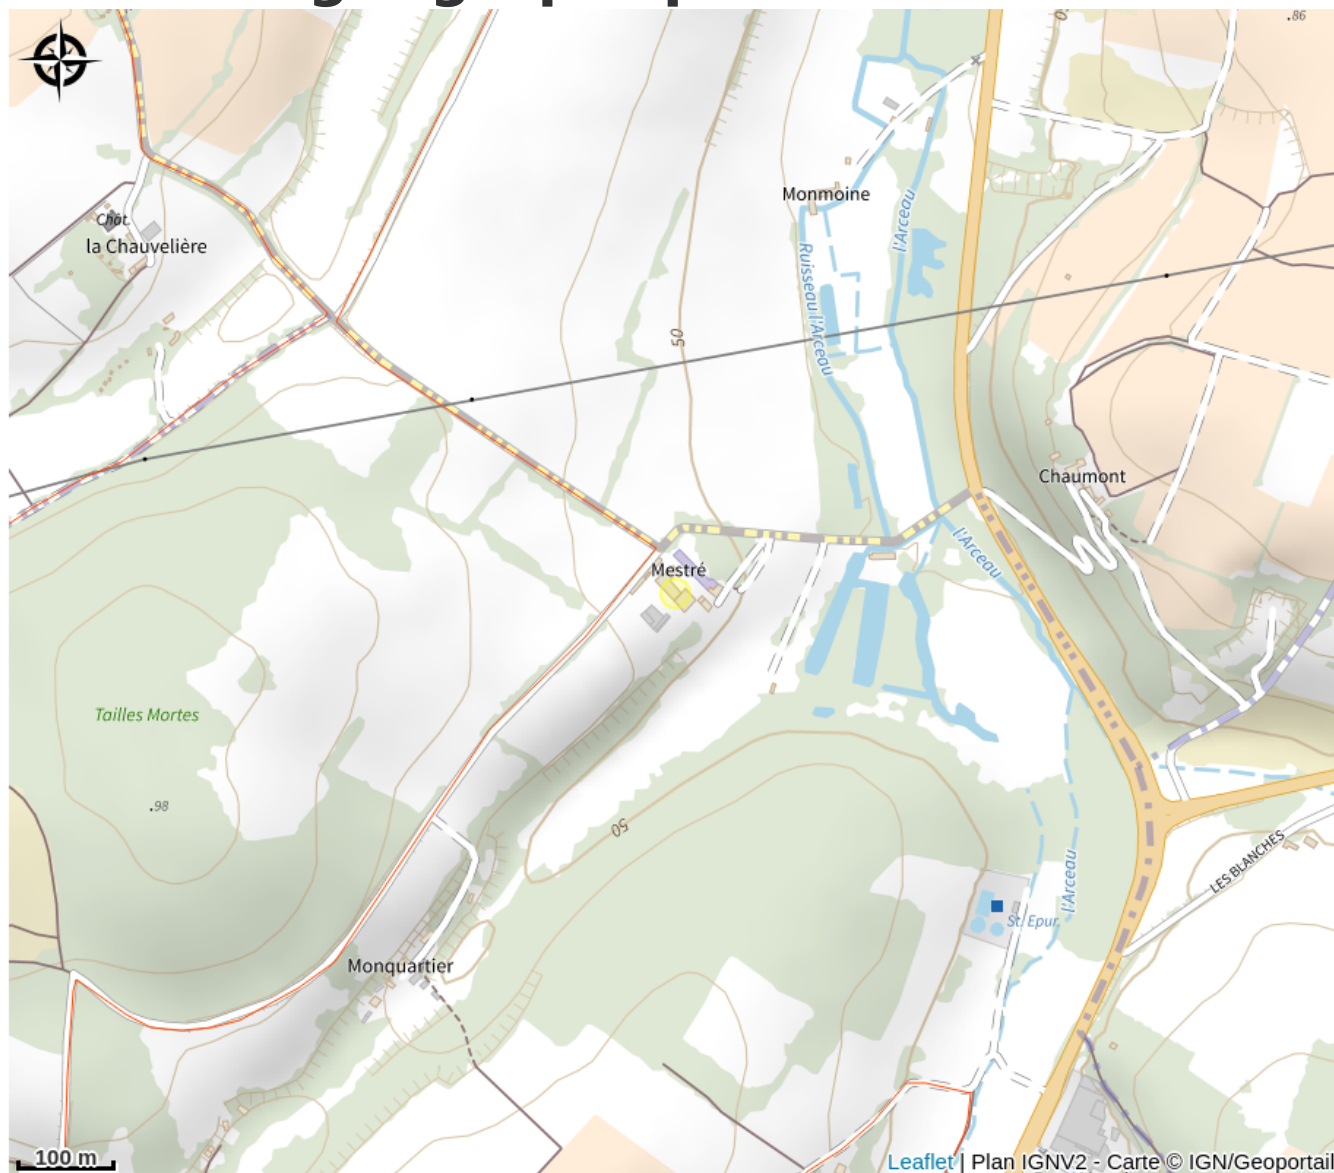 .86
Monmoine
l'Arceau
Chât.
la Chauvelière
Ruisseau l'Arceau
50
Chaumont
l'Arceau
Mestré
Tailles Mortes
.98
50
LES BLANCHES
l'Arceau
St. Epur.
Monquartier
100 m
Leaflet | Plan IGNV2 - Carte © IGN/Geoportail